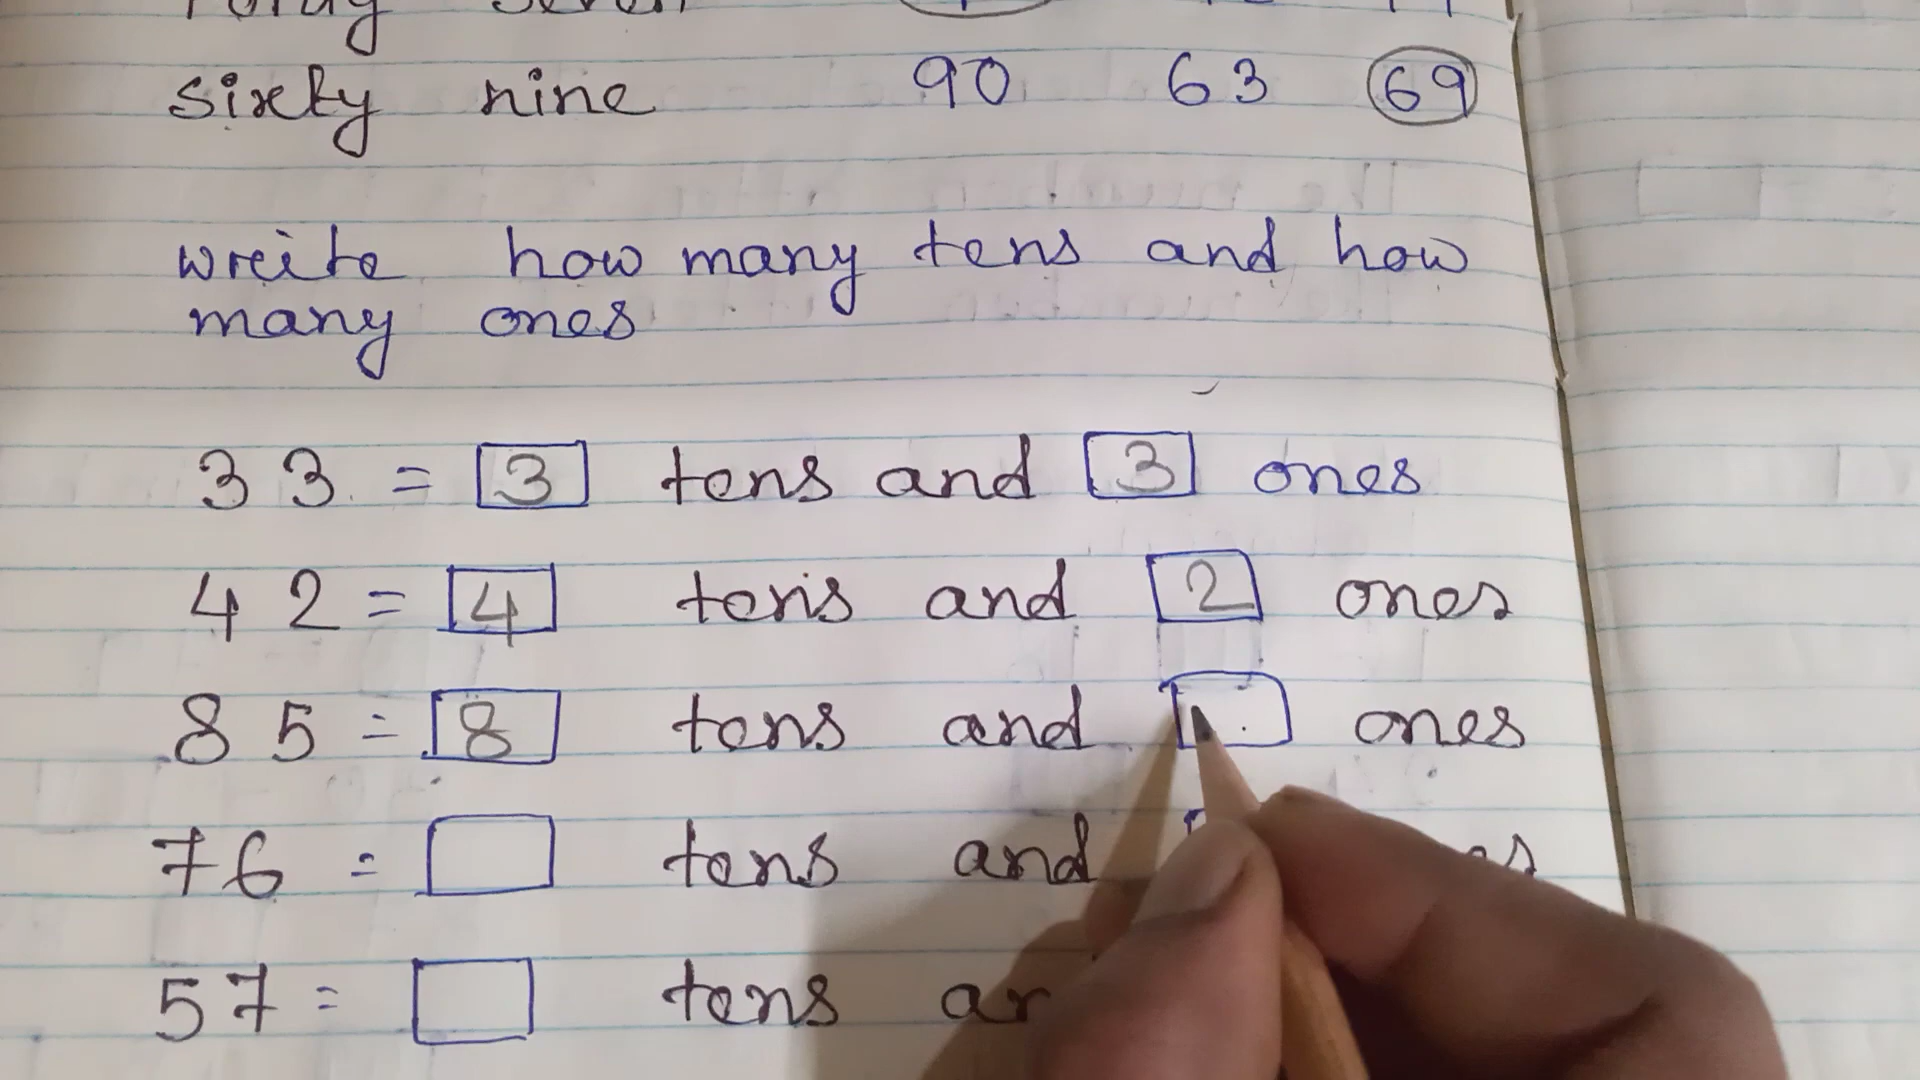 seven
sixty nine 90 63 69
write how many tens and how
many ones
33 = 3 tens and 3 ones
42 = 4 tens and 2 ones
85 = 8 tens and ones
76 = tens and
57 = tens